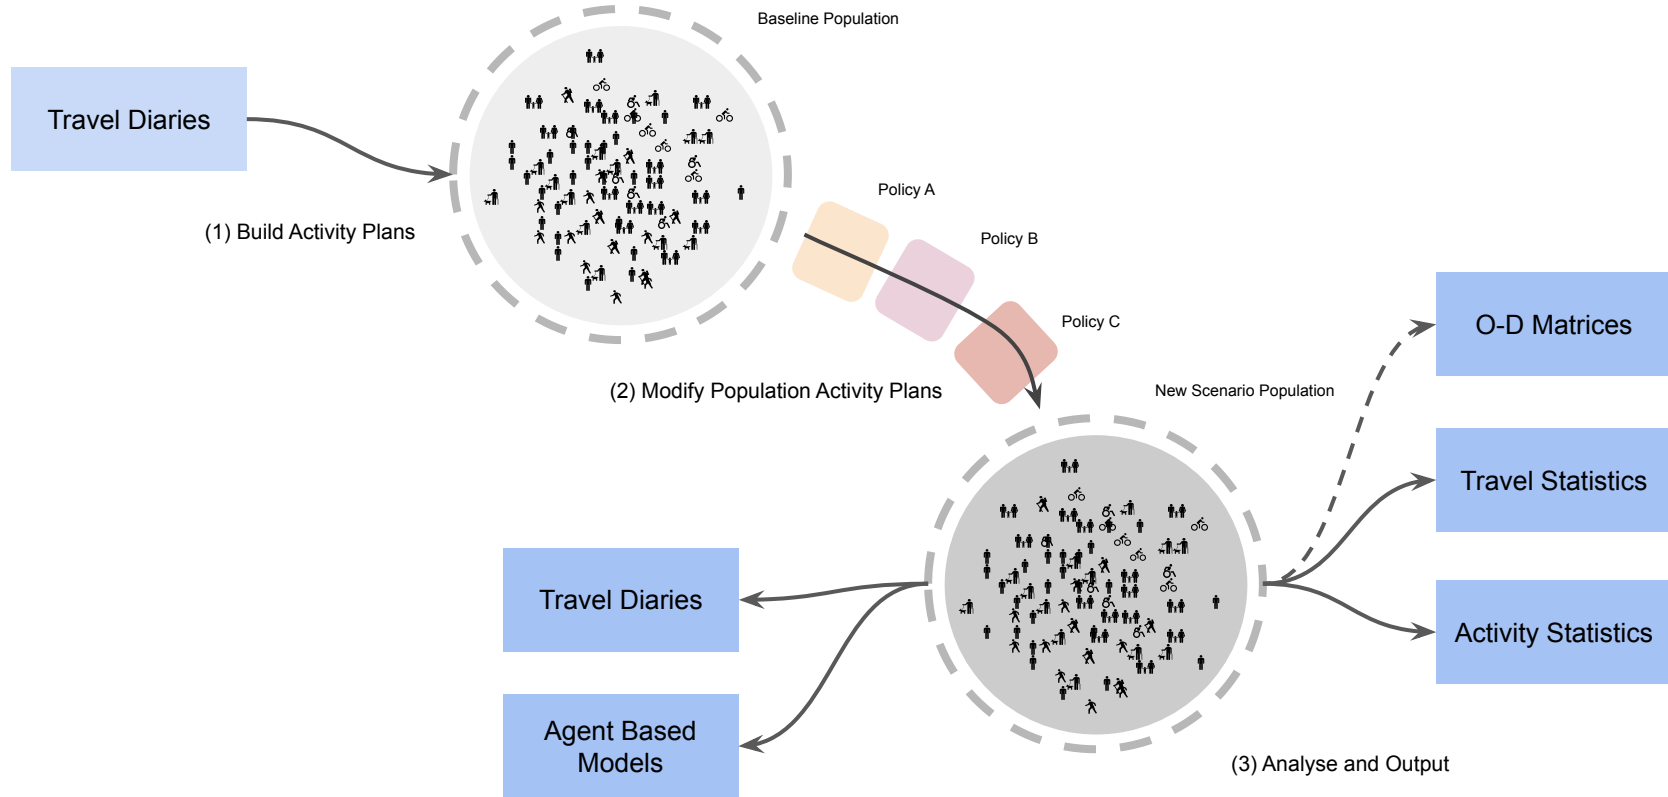 Baseline Population
Travel Diaries
(1) Build Activity Plans
Policy A
Policy B
Policy C
(2) Modify Population Activity Plans
New Scenario Population
O-D Matrices
Travel Statistics
Activity Statistics
Travel Diaries
Agent Based
Models
(3) Analyse and Output